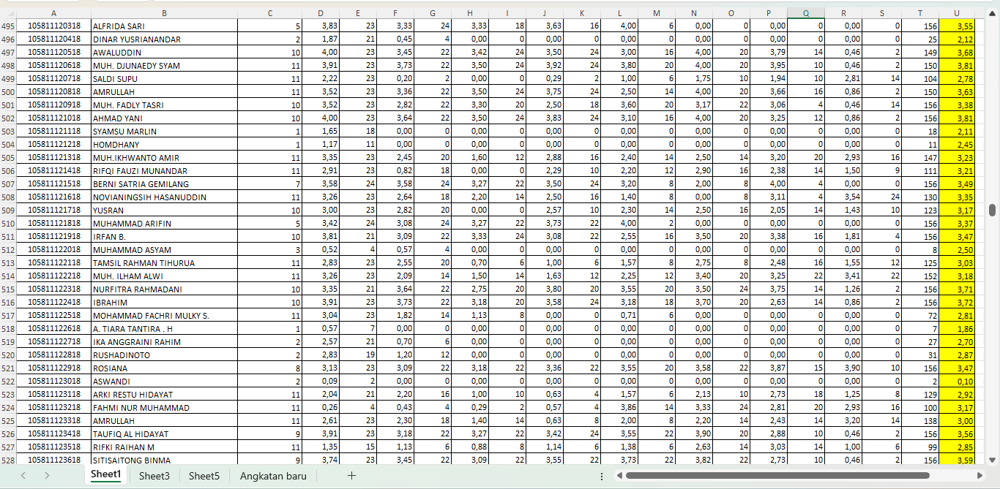 A B C D E F G H I J K L M N O P Q R S T U
495 105811120318 ALFRIDA SARI 5 3,83 23 3,33 24 3,33 18 3,63 16 4,00 6 0,00 0 0,00 0 0,00 0 156 3,55
496 105811120418 DINAR YUSRIANANDAR 2 1,87 21 0,45 4 0,00 0 0,00 0 0,00 0 0,00 0 0,00 0 0,00 0 25 2,12
497 105811120518 AWALUDDIN 10 4,00 23 3,45 22 3,42 24 3,50 24 3,00 16 4,00 20 3,79 14 0,46 2 149 3,68
498 105811120618 MUH. DJUNAEDY SYAM 11 3,91 23 3,73 22 3,50 24 3,92 24 3,80 20 4,00 20 3,95 10 0,46 2 150 3,81
499 105811120718 SALDI SUPU 11 2,22 23 0,20 2 0,00 0 0,29 2 1,00 6 1,75 10 1,94 10 2,81 14 104 2,78
500 105811120818 AMRULLAH 11 3,52 23 3,36 22 3,50 24 3,75 24 2,50 14 4,00 20 3,66 16 0,86 2 150 3,63
501 105811120918 MUH. FADLY TASRI 10 3,52 23 2,82 22 3,30 20 2,50 18 3,60 20 3,17 22 3,06 4 0,46 14 156 3,38
502 105811121018 AHMAD YANI 10 4,00 23 3,64 22 3,50 24 3,83 24 3,10 16 4,00 20 3,25 12 0,86 2 156 3,81
503 105811121118 SYAMSU MARLIN 1 1,65 18 0,00 0 0,00 0 0,00 0 0,00 0 0,00 0 0,00 0 0,00 0 18 2,11
504 105811121218 HOMDHANY 1 1,17 11 0,00 0 0,00 0 0,00 0 0,00 0 0,00 0 0,00 0 0,00 0 11 2,45
505 105811121318 MUH.IKHWANTO AMIR 11 3,35 23 2,45 20 1,60 12 2,88 16 2,40 14 2,50 14 3,20 20 2,93 16 147 3,23
506 105811121418 RIFQI FAUZI MUNANDAR 11 2,91 23 0,82 18 0,00 0 2,29 10 2,20 12 2,90 16 2,38 14 1,50 9 111 3,21
507 105811121518 BERNI SATRIA GEMILANG 7 3,58 24 3,58 24 3,27 22 3,50 24 3,20 8 2,00 8 4,00 4 0,00 0 156 3,49
508 105811121618 NOVIANINGSIH HASANUDDIN 11 3,26 23 2,64 18 2,20 14 2,50 16 1,40 8 0,00 8 3,11 4 3,54 24 130 3,35
509 105811121718 YUSRAN 10 3,00 23 2,82 20 0,00 0 2,57 10 2,30 14 2,50 16 2,05 14 1,43 10 123 3,17
510 105811121818 MUHAMMAD ARIFIN 5 3,42 24 3,08 24 3,27 22 3,73 22 4,00 2 0,00 0 0,00 0 0,00 0 156 3,37
511 105811121918 IRFAN B. 10 3,81 21 3,09 22 3,33 24 3,08 22 2,55 16 3,50 20 3,38 16 1,81 4 156 3,47
512 105811122018 MUHAMMAD ASYAM 3 0,52 4 0,57 4 0,00 0 0,00 0 0,00 0 0,00 0 0,00 0 0,00 0 8 2,50
513 105811122118 TAMSIL RAHMAN TIHURUA 11 2,83 23 2,55 20 0,70 6 1,00 6 1,57 8 2,75 8 2,48 16 1,55 12 125 3,03
514 105811122218 MUH. ILHAM ALWI 11 3,26 23 2,09 14 1,50 14 1,63 12 2,25 12 3,40 20 3,25 22 3,41 22 152 3,18
515 105811122318 NURFITRA RAHMADANI 10 3,35 21 3,64 22 2,75 20 3,80 20 3,55 20 3,50 24 3,75 14 1,26 2 156 3,71
516 105811122418 IBRAHIM 10 3,91 23 3,73 22 3,18 20 3,58 24 3,18 18 3,70 20 2,63 14 0,86 2 156 3,72
517 105811122518 MOHAMMAD FACHRI MULKY S. 11 3,04 23 1,82 14 1,13 8 0,00 0 0,71 6 0,00 0 0,00 0 0,00 0 72 2,81
518 105811122618 A. TIARA TANTIRA . H 1 0,57 7 0,00 0 0,00 0 0,00 0 0,00 0 0,00 0 0,00 0 0,00 0 7 1,86
519 105811122718 IKA ANGGRAINI RAHIM 2 2,57 21 0,70 6 0,00 0 0,00 0 0,00 0 0,00 0 0,00 0 0,00 0 27 2,70
520 105811122818 RUSHADINOTO 2 2,83 19 1,20 12 0,00 0 0,00 0 0,00 0 0,00 0 0,00 0 0,00 0 31 2,87
521 105811122918 ROSIANA 8 3,13 23 3,09 22 3,18 22 3,36 22 3,55 22 3,58 22 3,87 15 3,90 10 156 3,47
522 105811123018 ASWANDI 2 0,09 2 0,00 0 0,00 0 0,00 0 0,00 0 0,00 0 0,00 0 0,00 0 2 0,10
523 105811123118 ARKI RESTU HIDAYAT 11 2,04 21 2,20 16 1,00 10 0,63 4 1,57 6 2,13 10 2,73 18 1,25 8 129 2,92
524 105811123218 FAHMI NUR MUHAMMAD 11 0,26 4 0,43 4 0,29 2 0,57 4 3,86 14 3,33 24 2,81 20 2,93 16 100 3,17
525 105811123318 AMRULLAH 11 2,61 23 2,30 18 1,40 14 0,63 8 2,00 8 2,20 14 2,43 14 3,20 14 138 3,00
526 105811123418 TAUFIQ AL HIDAYAT 9 3,91 23 3,18 22 3,27 22 3,42 24 3,55 22 3,90 20 2,88 10 0,46 2 156 3,56
527 105811123518 RIFKI RAIHAN M 11 1,35 15 1,13 6 0,88 8 1,14 6 1,38 6 2,63 14 3,03 14 1,00 6 99 2,85
528 105811123618 SITISAITONG BINMA 9 3,74 23 3,45 22 3,09 22 3,55 22 3,73 22 3,82 22 2,73 10 0,46 2 156 3,59
Sheet1 Sheet3 Sheet5 Angkatan baru +